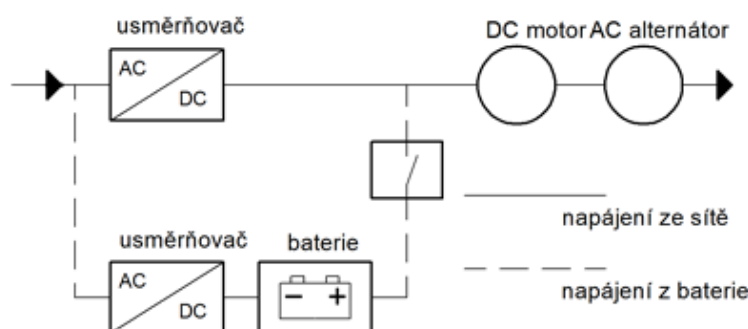 usměrňovač
DC motor AC alternátor
AC
DC
napájení ze sítě
usměrňovač
baterie
AC
DC
napájení z baterie